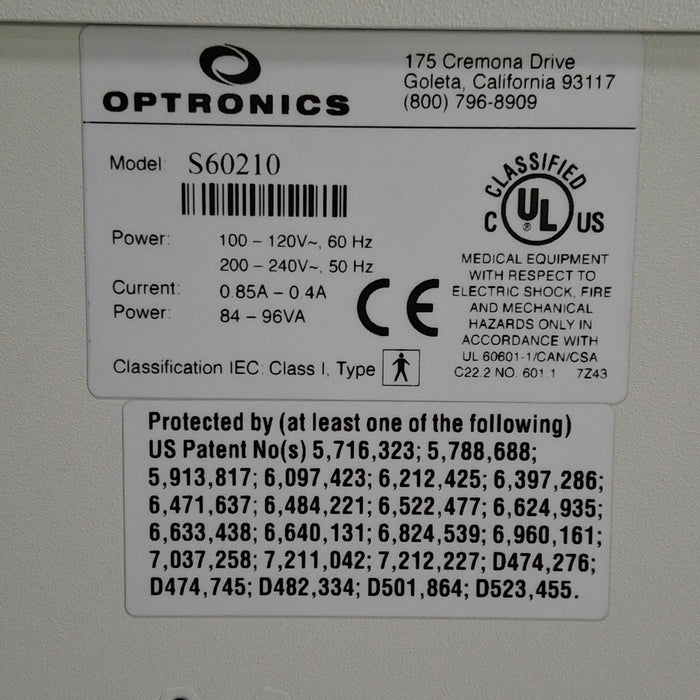 OPTRONICS
175 Cremona Drive
Goleta, California 93117
(800) 796-8909
Model: S60210
Power: 100 – 120V~, 60 Hz
200 – 240V~, 50 Hz
Current: 0.85A – 0.4A
Power: 84 – 96VA
CE
Classification IEC: Class I, Type
CLASSIFIED
C UL® US
MEDICAL EQUIPMENT
WITH RESPECT TO
ELECTRIC SHOCK, FIRE
AND MECHANICAL
HAZARDS ONLY IN
ACCORDANCE WITH
UL 60601-1/CAN/CSA
C22.2 NO. 601.1 7Z43
Protected by (at least one of the following)
US Patent No(s) 5,716,323; 5,788,688;
5,913,817; 6,097,423; 6,212,425; 6,397,286;
6,471,637; 6,484,221; 6,522,477; 6,624,935;
6,633,438; 6,640,131; 6,824,539; 6,960,161;
7,037,258; 7,211,042; 7,212,227; D474,276;
D474,745; D482,334; D501,864; D523,455.